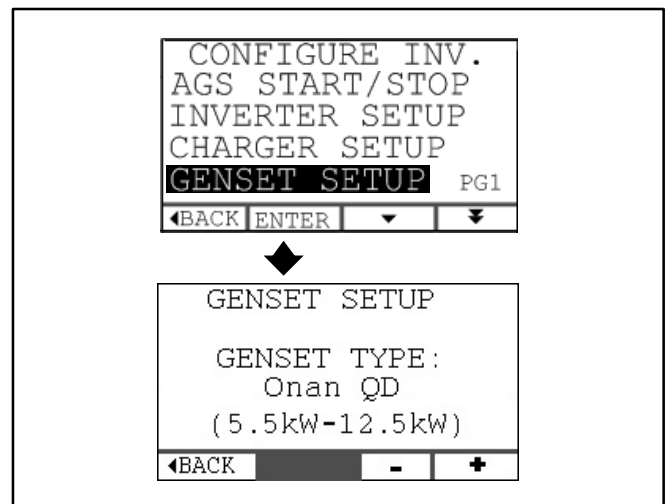 CONFIGURE INV.
AGS START/STOP
INVERTER SETUP
CHARGER SETUP
GENSET SETUP PG1
◀BACK ENTER ▼ ⯯
GENSET SETUP
GENSET TYPE:
Onan QD
(5.5kW-12.5kW)
◀BACK - +